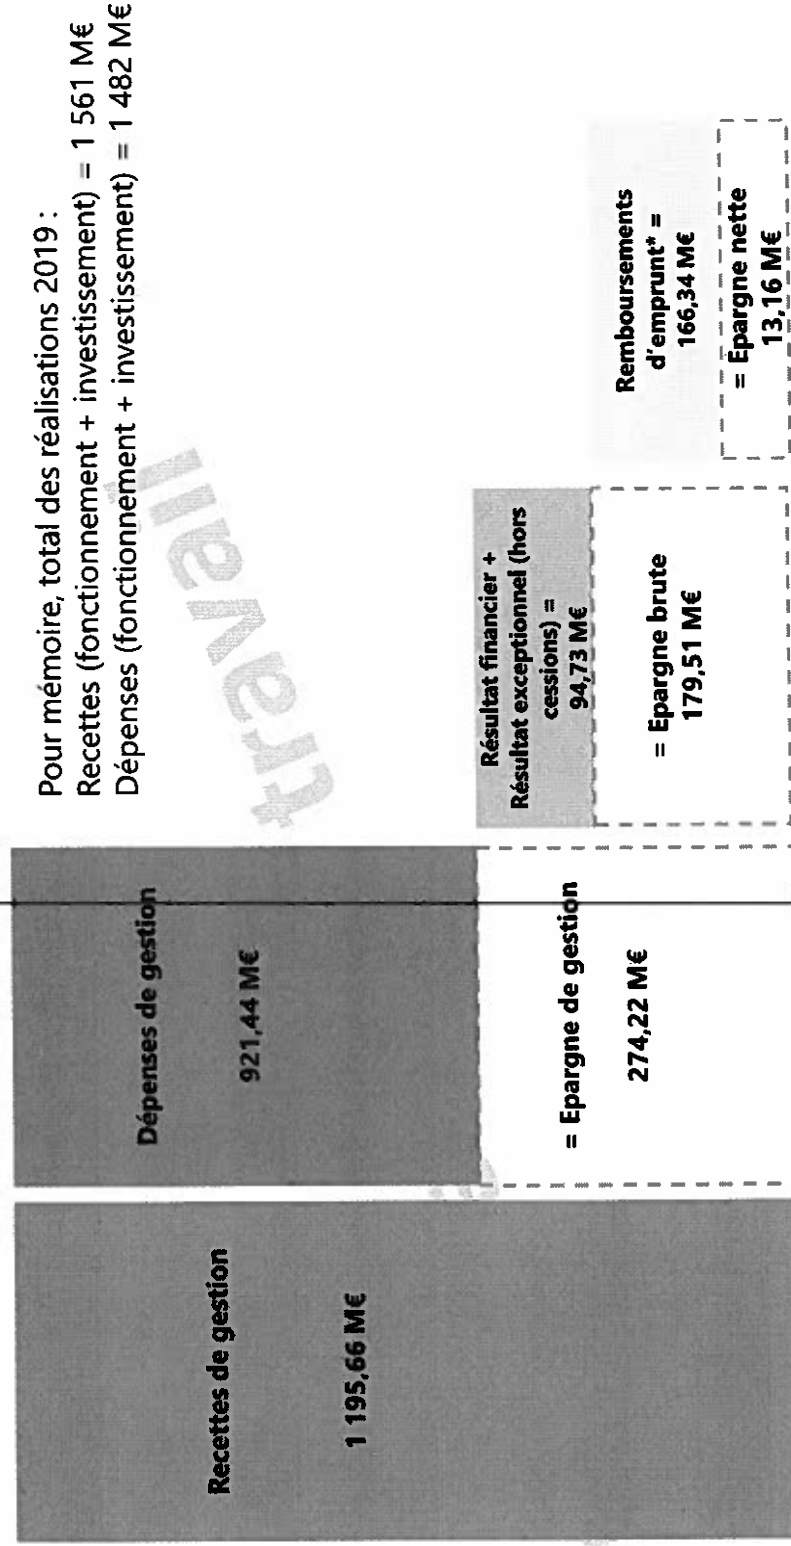 Pour mémoire, total des réalisations 2019 :
Recettes (fonctionnement + investissement) = 1 561 M€
Dépenses (fonctionnement + investissement) = 1 482 M€
travail
Recettes de gestion
1 195,66 M€
Dépenses de gestion
921,44 M€
= Epargne de gestion
274,22 M€
Résultat financier +
Résultat exceptionnel (hors
cessions) =
94,73 M€
= Epargne brute
179,51 M€
Remboursements
d'emprunt* =
166,34 M€
= Epargne nette
13,16 M€